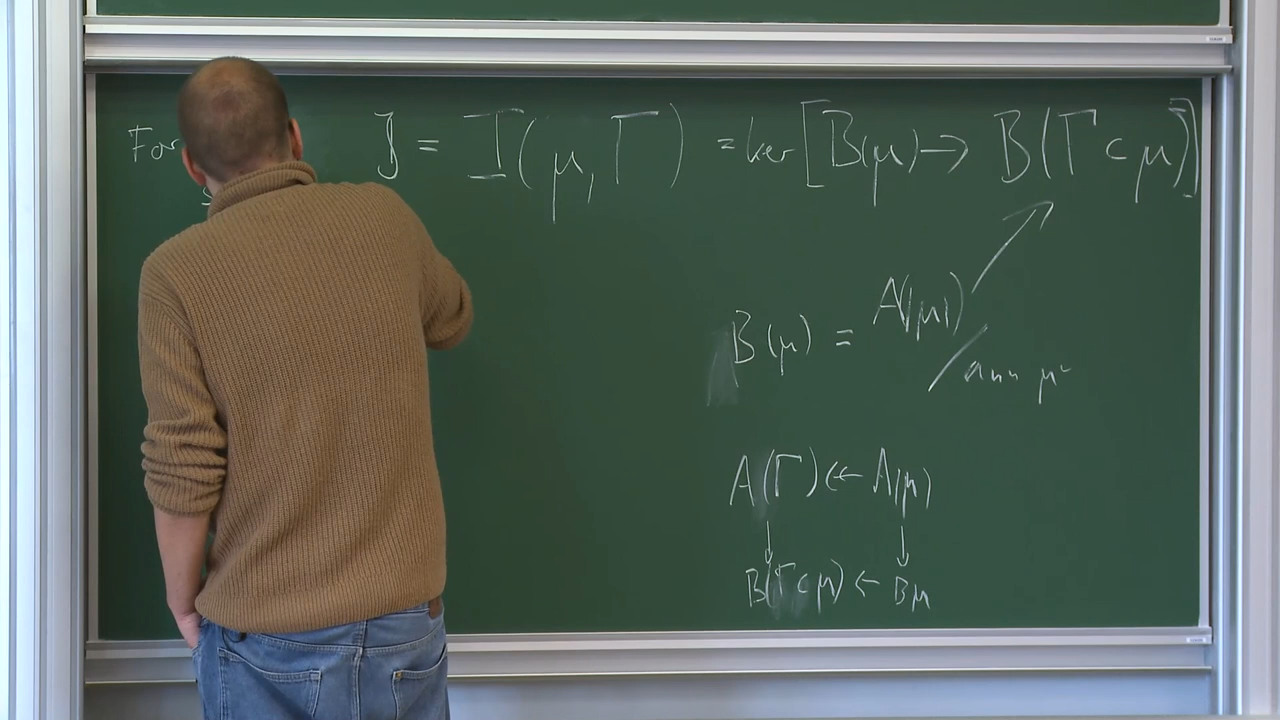 For J = I(μ, Γ) = ker[B(μ) → B(Γ ⊂ μ)]
B(μ) = A(μ) / ann μ
A(Γ) ↞ A(μ)
↓ ↓
B(Γ ⊂ μ) ← Bμ